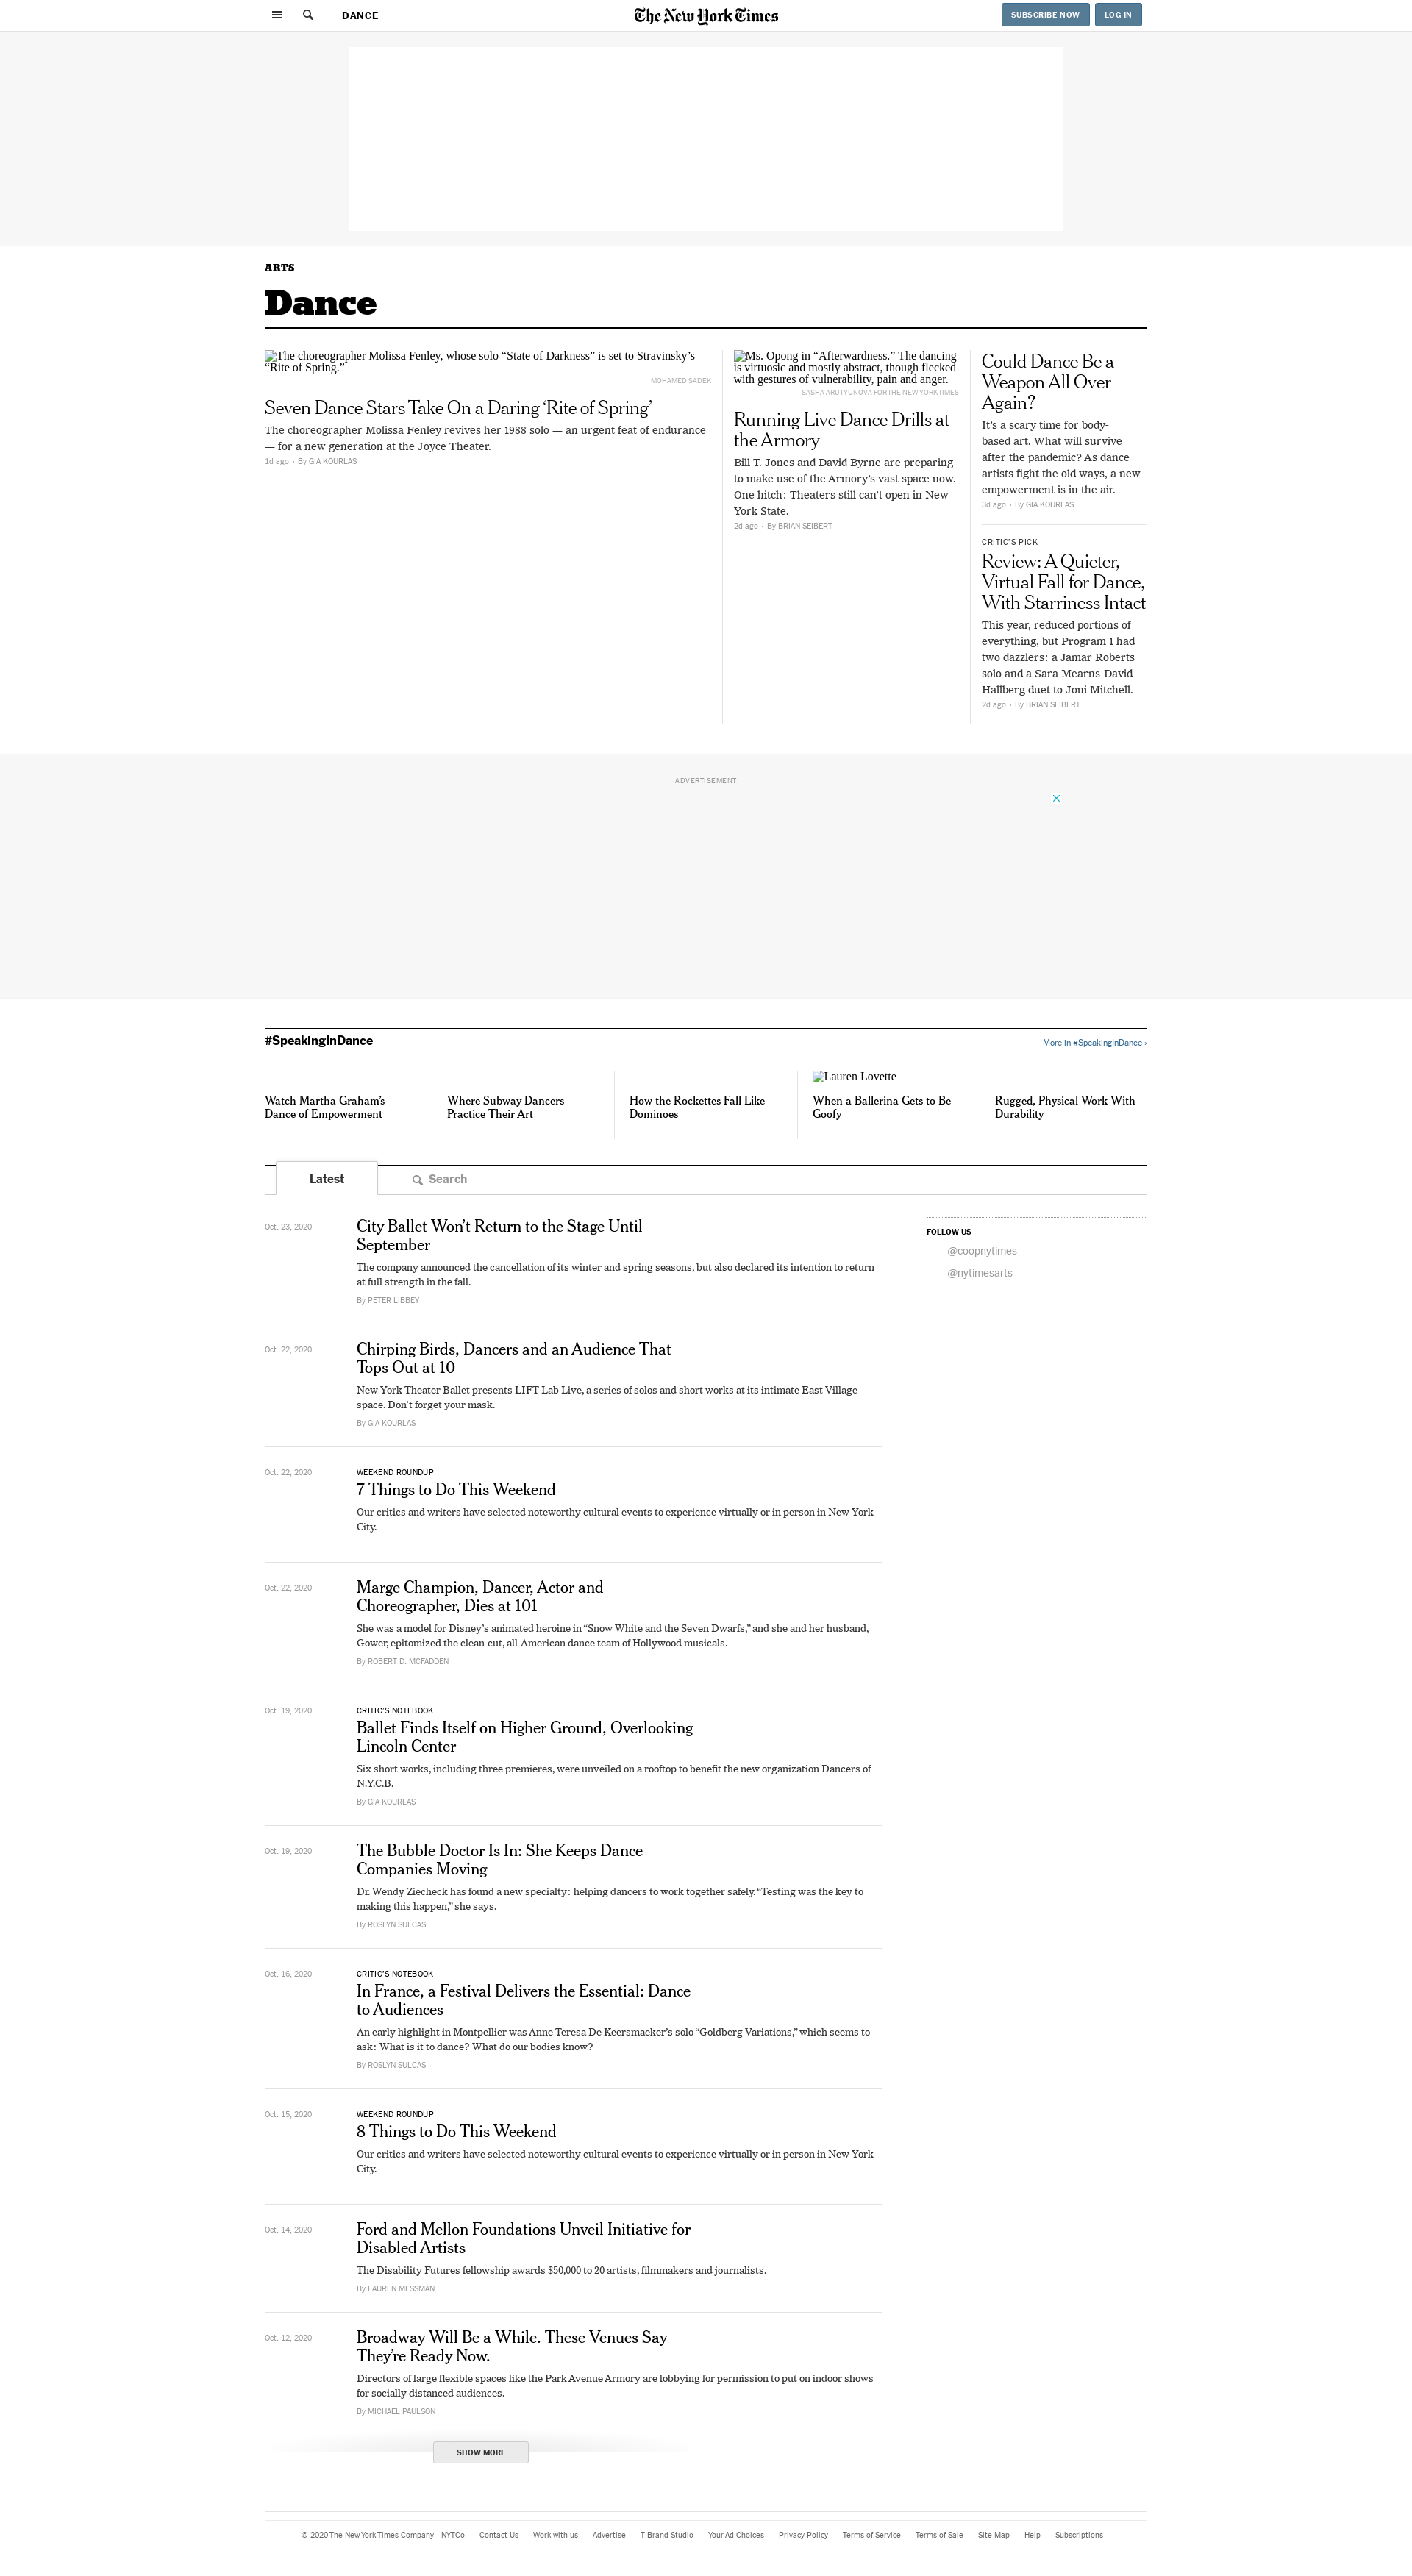 DANCE
The New York Times
SUBSCRIBE NOW
LOG IN
ARTS
Dance
The choreographer Molissa Fenley, whose solo “State of Darkness” is set to Stravinsky’s
“Rite of Spring.”
MOHAMED SADEK
Seven Dance Stars Take On a Daring ‘Rite of Spring’
The choreographer Molissa Fenley revives her 1988 solo — an urgent feat of endurance
— for a new generation at the Joyce Theater.
1d ago • By GIA KOURLAS
Ms. Opong in “Afterwardness.” The dancing
is virtuosic and mostly abstract, though flecked
with gestures of vulnerability, pain and anger.
SASHA ARUTYUNOVA FOR THE NEW YORK TIMES
Running Live Dance Drills at
the Armory
Bill T. Jones and David Byrne are preparing
to make use of the Armory’s vast space now.
One hitch: Theaters still can’t open in New
York State.
2d ago • By BRIAN SEIBERT
Could Dance Be a
Weapon All Over
Again?
It’s a scary time for body-
based art. What will survive
after the pandemic? As dance
artists fight the old ways, a new
empowerment is in the air.
3d ago • By GIA KOURLAS
CRITIC’S PICK
Review: A Quieter,
Virtual Fall for Dance,
With Starriness Intact
This year, reduced portions of
everything, but Program 1 had
two dazzlers: a Jamar Roberts
solo and a Sara Mearns-David
Hallberg duet to Joni Mitchell.
2d ago • By BRIAN SEIBERT
ADVERTISEMENT
#SpeakingInDance
More in #SpeakingInDance ›
Watch Martha Graham’s
Dance of Empowerment
Where Subway Dancers
Practice Their Art
How the Rockettes Fall Like
Dominoes
Lauren Lovette
When a Ballerina Gets to Be
Goofy
Rugged, Physical Work With
Durability
Latest
Search
Oct. 23, 2020
City Ballet Won’t Return to the Stage Until
September
The company announced the cancellation of its winter and spring seasons, but also declared its intention to return
at full strength in the fall.
By PETER LIBBEY
FOLLOW US
@coopnytimes
@nytimesarts
Oct. 22, 2020
Chirping Birds, Dancers and an Audience That
Tops Out at 10
New York Theater Ballet presents LIFT Lab Live, a series of solos and short works at its intimate East Village
space. Don’t forget your mask.
By GIA KOURLAS
Oct. 22, 2020
WEEKEND ROUNDUP
7 Things to Do This Weekend
Our critics and writers have selected noteworthy cultural events to experience virtually or in person in New York
City.
Oct. 22, 2020
Marge Champion, Dancer, Actor and
Choreographer, Dies at 101
She was a model for Disney’s animated heroine in “Snow White and the Seven Dwarfs,” and she and her husband,
Gower, epitomized the clean-cut, all-American dance team of Hollywood musicals.
By ROBERT D. MCFADDEN
Oct. 19, 2020
CRITIC’S NOTEBOOK
Ballet Finds Itself on Higher Ground, Overlooking
Lincoln Center
Six short works, including three premieres, were unveiled on a rooftop to benefit the new organization Dancers of
N.Y.C.B.
By GIA KOURLAS
Oct. 19, 2020
The Bubble Doctor Is In: She Keeps Dance
Companies Moving
Dr. Wendy Ziecheck has found a new specialty: helping dancers to work together safely. “Testing was the key to
making this happen,” she says.
By ROSLYN SULCAS
Oct. 16, 2020
CRITIC’S NOTEBOOK
In France, a Festival Delivers the Essential: Dance
to Audiences
An early highlight in Montpellier was Anne Teresa De Keersmaeker’s solo “Goldberg Variations,” which seems to
ask: What is it to dance? What do our bodies know?
By ROSLYN SULCAS
Oct. 15, 2020
WEEKEND ROUNDUP
8 Things to Do This Weekend
Our critics and writers have selected noteworthy cultural events to experience virtually or in person in New York
City.
Oct. 14, 2020
Ford and Mellon Foundations Unveil Initiative for
Disabled Artists
The Disability Futures fellowship awards $50,000 to 20 artists, filmmakers and journalists.
By LAUREN MESSMAN
Oct. 12, 2020
Broadway Will Be a While. These Venues Say
They’re Ready Now.
Directors of large flexible spaces like the Park Avenue Armory are lobbying for permission to put on indoor shows
for socially distanced audiences.
By MICHAEL PAULSON
SHOW MORE
© 2020 The New York Times Company NYTCo Contact Us Work with us Advertise T Brand Studio Your Ad Choices Privacy Policy Terms of Service Terms of Sale Site Map Help Subscriptions